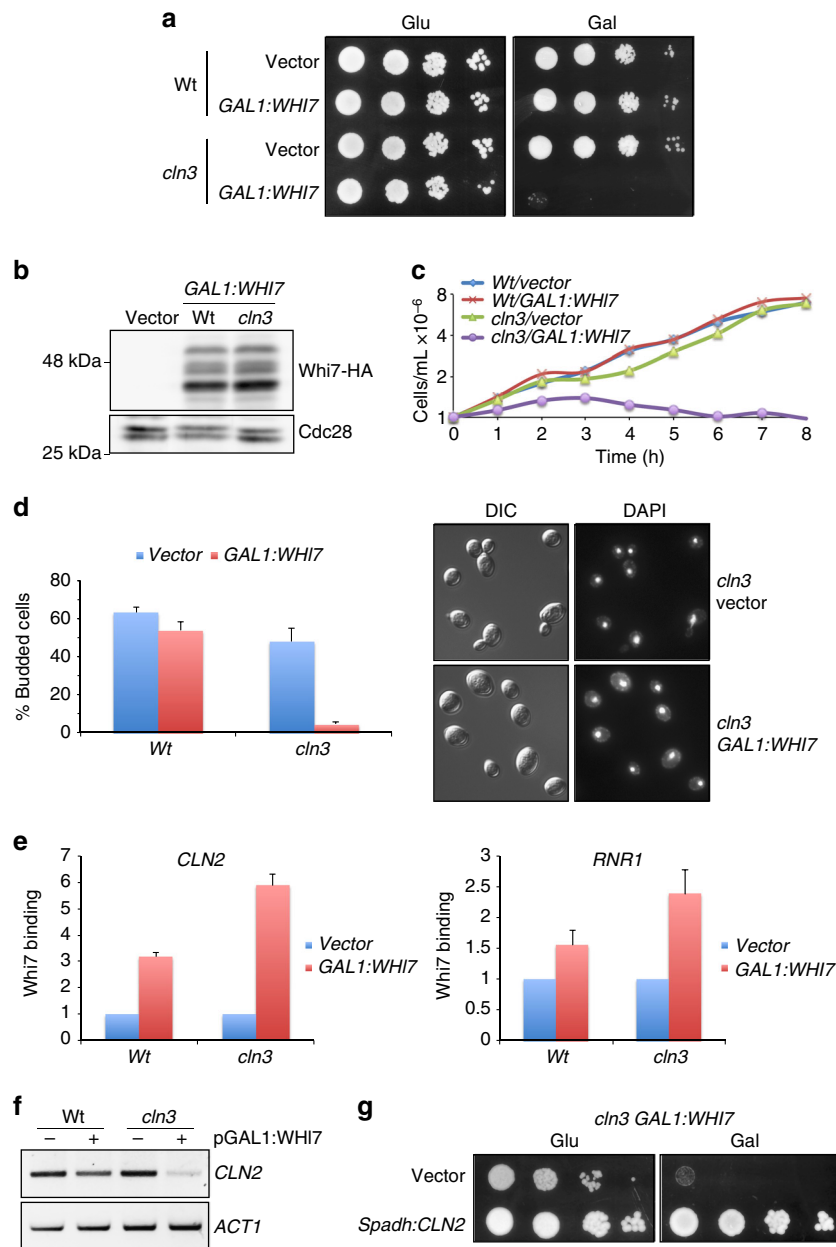 a
Glu Gal
Wt
Vector
GAL1:WHI7
cln3
Vector
GAL1:WHI7
b
GAL1:WHI7
Vector Wt cln3
48 kDa
Whi7-HA
Cdc28
25 kDa
c
Wt/vector
Wt/GAL1:WHI7
cln3/vector
cln3/GAL1:WHI7
Cells/mL ×10⁻⁶
8
4
2
1
0 1 2 3 4 5 6 7 8
Time (h)
d
Vector GAL1:WHI7
% Budded cells
80
60
40
20
0
Wt cln3
DIC DAPI
cln3
vector
cln3
GAL1:WHI7
e
CLN2
Whi7 binding
7
6
5
4
3
2
1
0
Wt cln3
Vector
GAL1:WHI7
RNR1
Whi7 binding
3
2.5
2
1.5
1
0.5
0
Wt cln3
Vector
GAL1:WHI7
f
Wt cln3
− + − + pGAL1:WHI7
CLN2
ACT1
g
cln3 GAL1:WHI7
Glu Gal
Vector
Spadh:CLN2